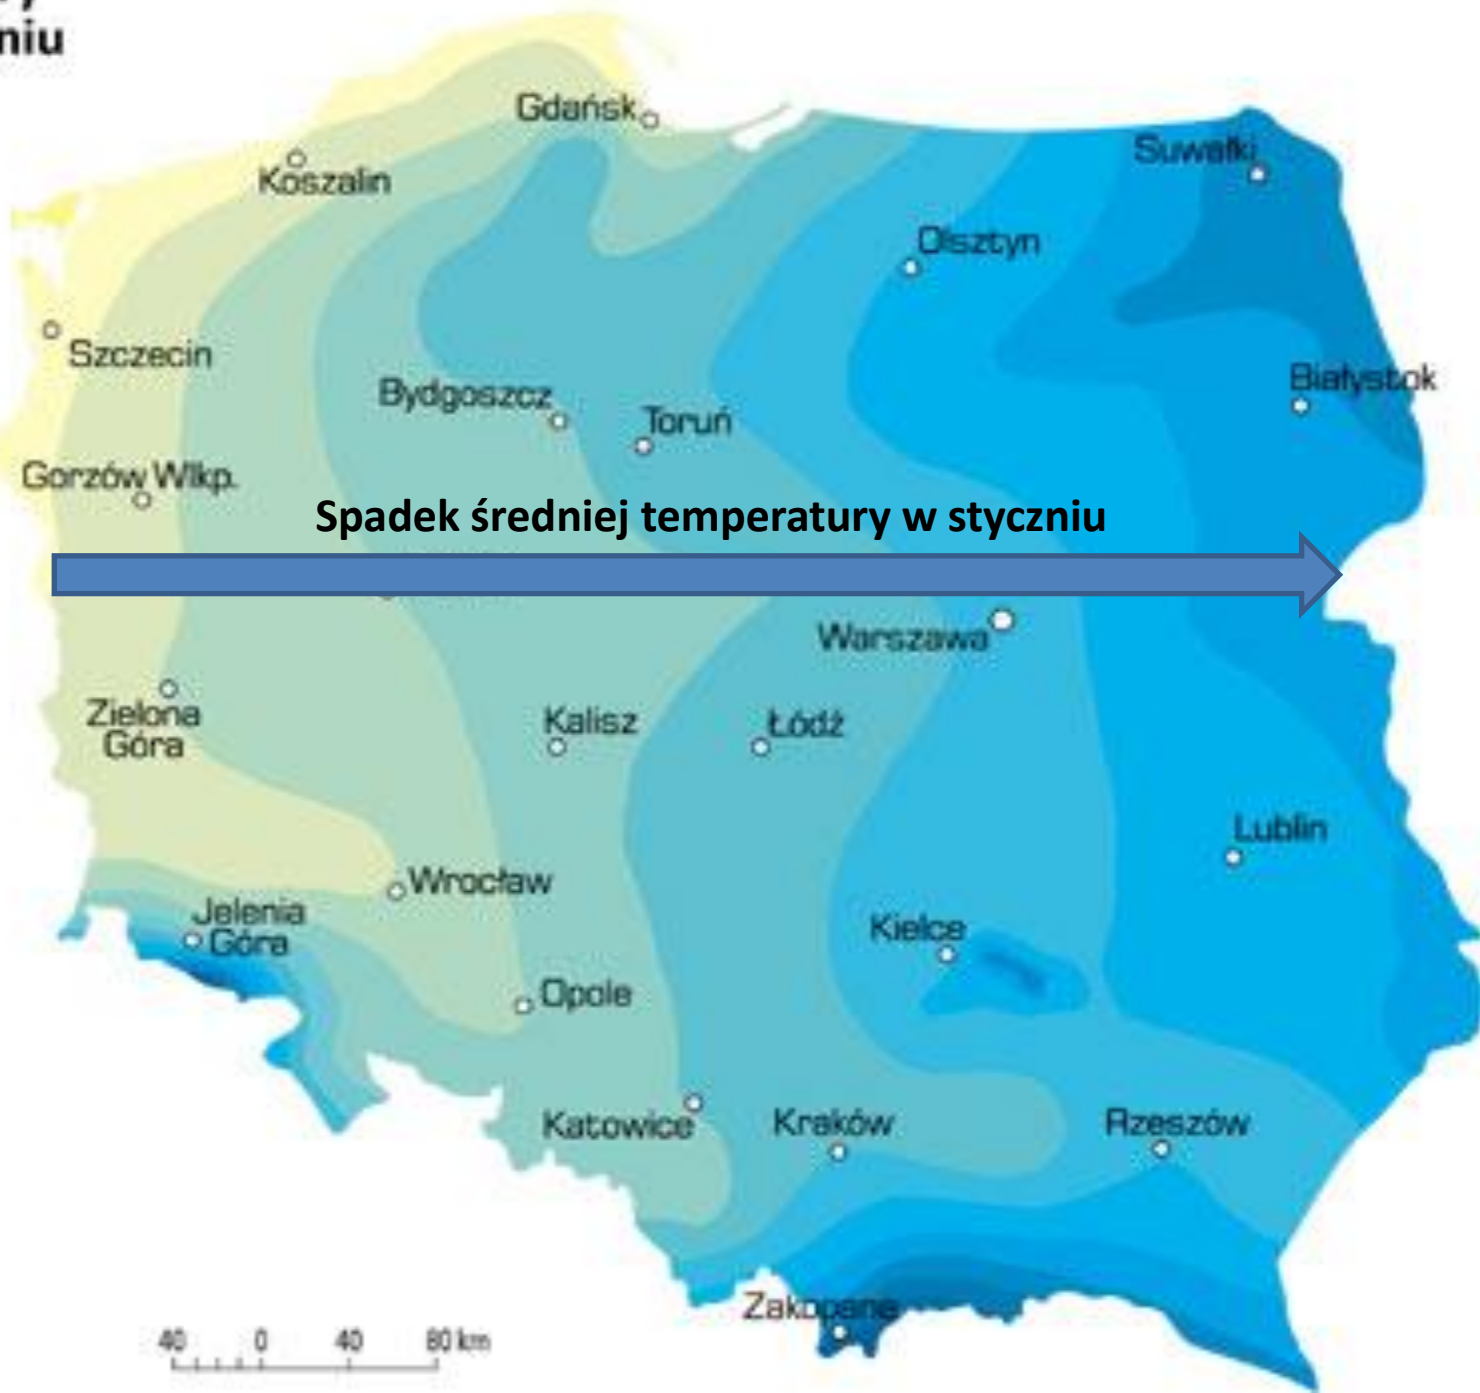 niu
Gdańsk
Koszalin
Suwałki
Olsztyn
Szczecin
Bydgoszcz
Toruń
Białystok
Gorzów Wlkp.
Spadek średniej temperatury w styczniu
Warszawa
Zielona
Góra
Kalisz
Łódź
Lublin
Wrocław
Jelenia
Góra
Kielce
Opole
Katowice
Kraków
Rzeszów
Zakopane
40 0 40 80 km